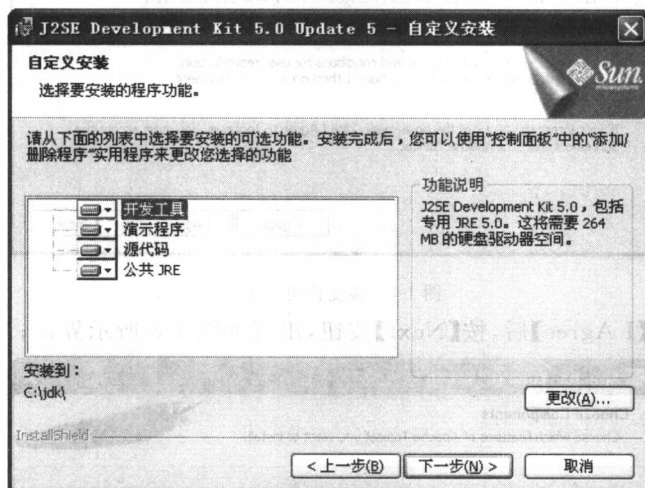 J2SE Development Kit 5.0 Update 5 - 自定义安装
自定义安装
选择要安装的程序功能。
Sun
microsystems
请从下面的列表中选择要安装的可选功能。安装完成后，您可以使用“控制面板”中的“添加/
删除程序”实用程序来更改您选择的功能
开发工具
演示程序
源代码
公共 JRE
功能说明
J2SE Development Kit 5.0，包括
专用 JRE 5.0。这将需要 264
MB 的硬盘驱动器空间。
安装到：
C:\jdk\
更改(A)...
InstallShield
< 上一步(B)
下一步(N) >
取消